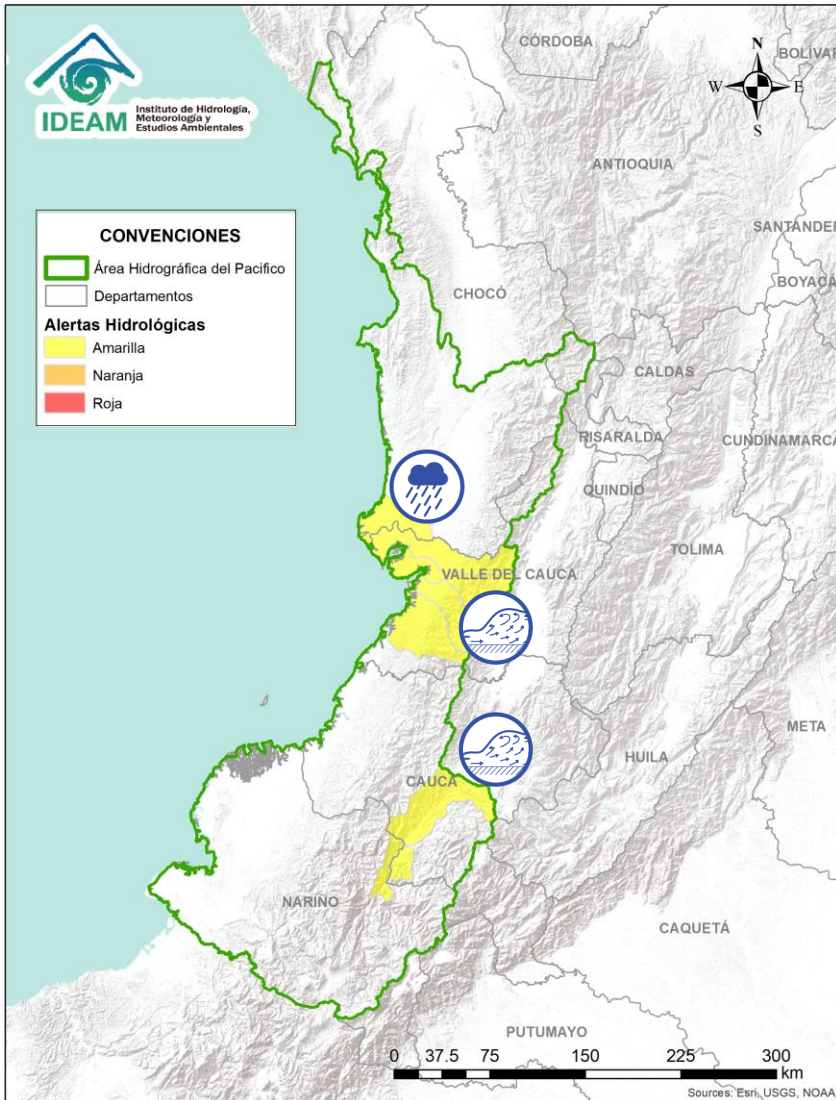 IDEAM
Instituto de Hidrología,
Meteorología y
Estudios Ambientales
CÓRDOBA
BOLÍVAR
N
W
E
S
ANTIOQUIA
SANTANDER
BOYACÁ
CONVENCIONES
Área Hidrográfica del Pacifico
Departamentos
Alertas Hidrológicas
Amarilla
Naranja
Roja
CHOCÓ
CALDAS
RISARALDA
CUNDINAMARCA
QUINDÍO
TOLIMA
VALLE DEL CAUCA
META
HUILA
CAUCA
NARIÑO
CAQUETÁ
PUTUMAYO
0 37.5 75 150 225 300
km
Sources: Esri, USGS, NOAA